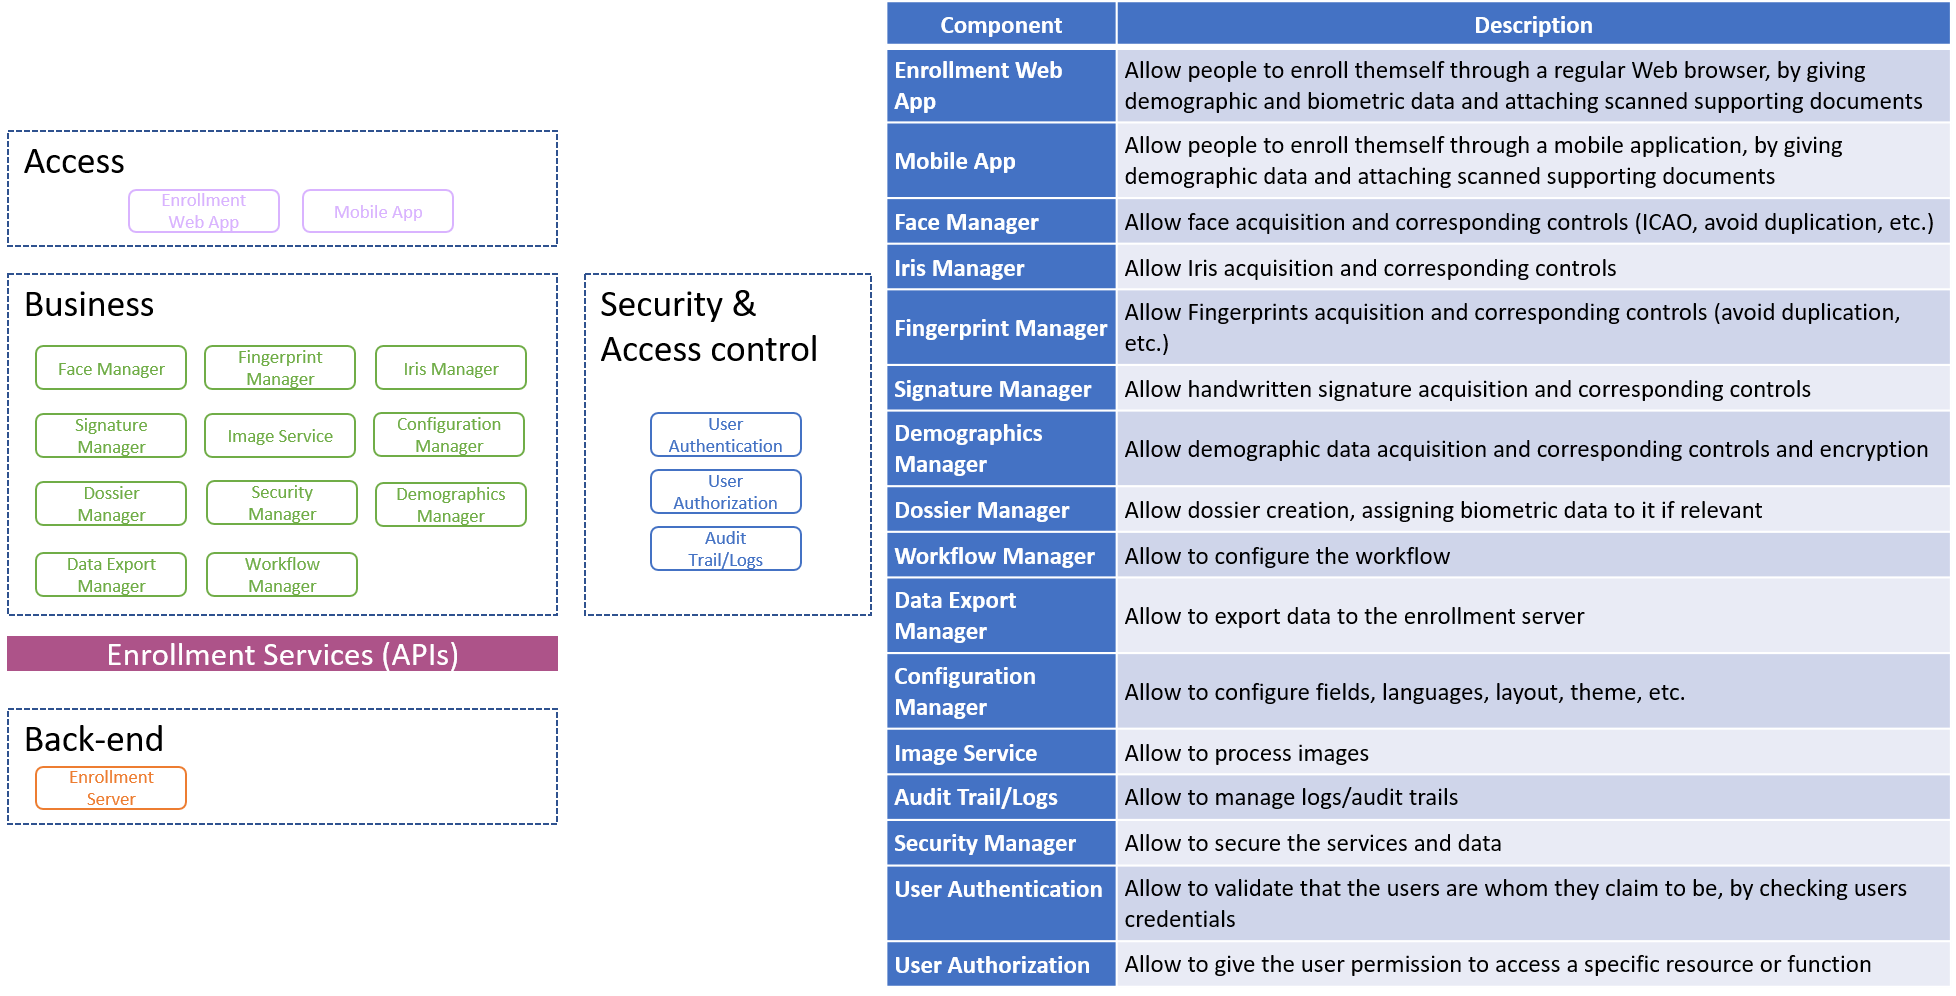 Access
Enrollment
Web App
Mobile App
Business
Face Manager
Fingerprint
Manager
Iris Manager
Signature
Manager
Image Service
Configuration
Manager
Dossier
Manager
Security
Manager
Demographics
Manager
Data Export
Manager
Workflow
Manager
Security &
Access control
User
Authentication
User
Authorization
Audit
Trail/Logs
Enrollment Services (APIs)
Back-end
Enrollment
Server
Component
Description
Enrollment Web
App
Allow people to enroll themself through a regular Web browser, by giving
demographic and biometric data and attaching scanned supporting documents
Mobile App
Allow people to enroll themself through a mobile application, by giving
demographic data and attaching scanned supporting documents
Face Manager
Allow face acquisition and corresponding controls (ICAO, avoid duplication, etc.)
Iris Manager
Allow Iris acquisition and corresponding controls
Fingerprint Manager
Allow Fingerprints acquisition and corresponding controls (avoid duplication,
etc.)
Signature Manager
Allow handwritten signature acquisition and corresponding controls
Demographics
Manager
Allow demographic data acquisition and corresponding controls and encryption
Dossier Manager
Allow dossier creation, assigning biometric data to it if relevant
Workflow Manager
Allow to configure the workflow
Data Export
Manager
Allow to export data to the enrollment server
Configuration
Manager
Allow to configure fields, languages, layout, theme, etc.
Image Service
Allow to process images
Audit Trail/Logs
Allow to manage logs/audit trails
Security Manager
Allow to secure the services and data
User Authentication
Allow to validate that the users are whom they claim to be, by checking users
credentials
User Authorization
Allow to give the user permission to access a specific resource or function